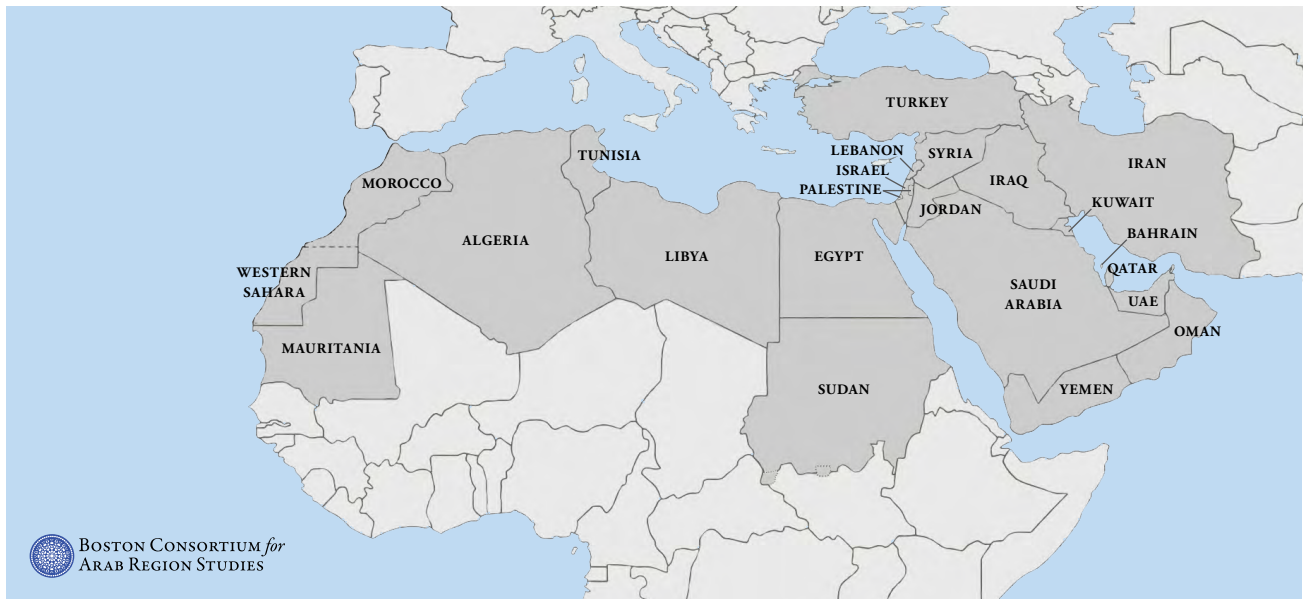 TURKEY
LEBANON
SYRIA
TUNISIA
IRAN
ISRAEL
IRAQ
MOROCCO
PALESTINE
KUWAIT
JORDAN
BAHRAIN
ALGERIA
LIBYA
EGYPT
QATAR
WESTERN
SAHARA
SAUDI
ARABIA
UAE
OMAN
MAURITANIA
SUDAN
YEMEN
BOSTON CONSORTIUM for
ARAB REGION STUDIES